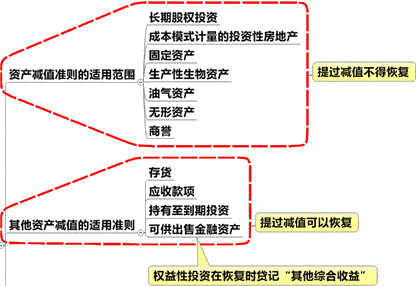 长期股权投资
成本模式计量的投资性房地产
固定资产
资产减值准则的适用范围
生产性生物资产
提过减值不得恢复
油气资产
无形资产
商誉
存货
应收款项
其他资产减值的适用准则
持有至到期投资
提过减值可以恢复
可供出售金融资产
权益性投资在恢复时贷记“其他综合收益”